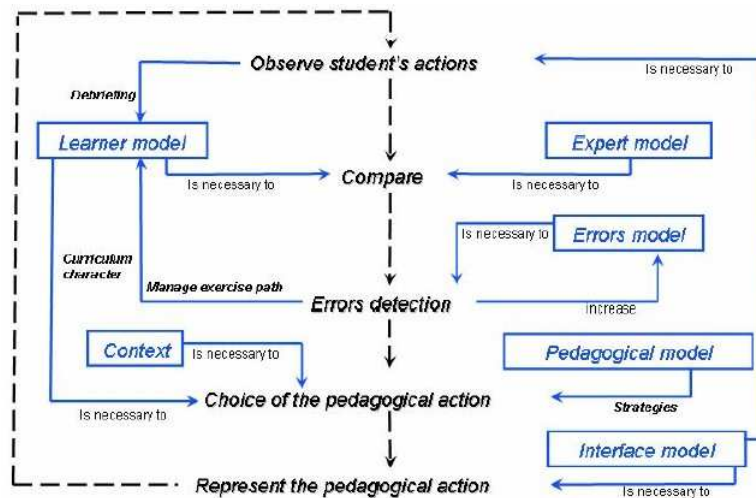 Observe student's actions
Is necessary to
Debriefing
Learner model
Expert model
Is necessary to
Compare
Is necessary to
Is necessary to
Errors model
Curriculum
character
Manage exercise path
Errors detection
increase
Context
Is necessary to
Pedagogical model
Choice of the pedagogical action
Is necessary to
Strategies
Interface model
Represent the pedagogical action
Is necessary to